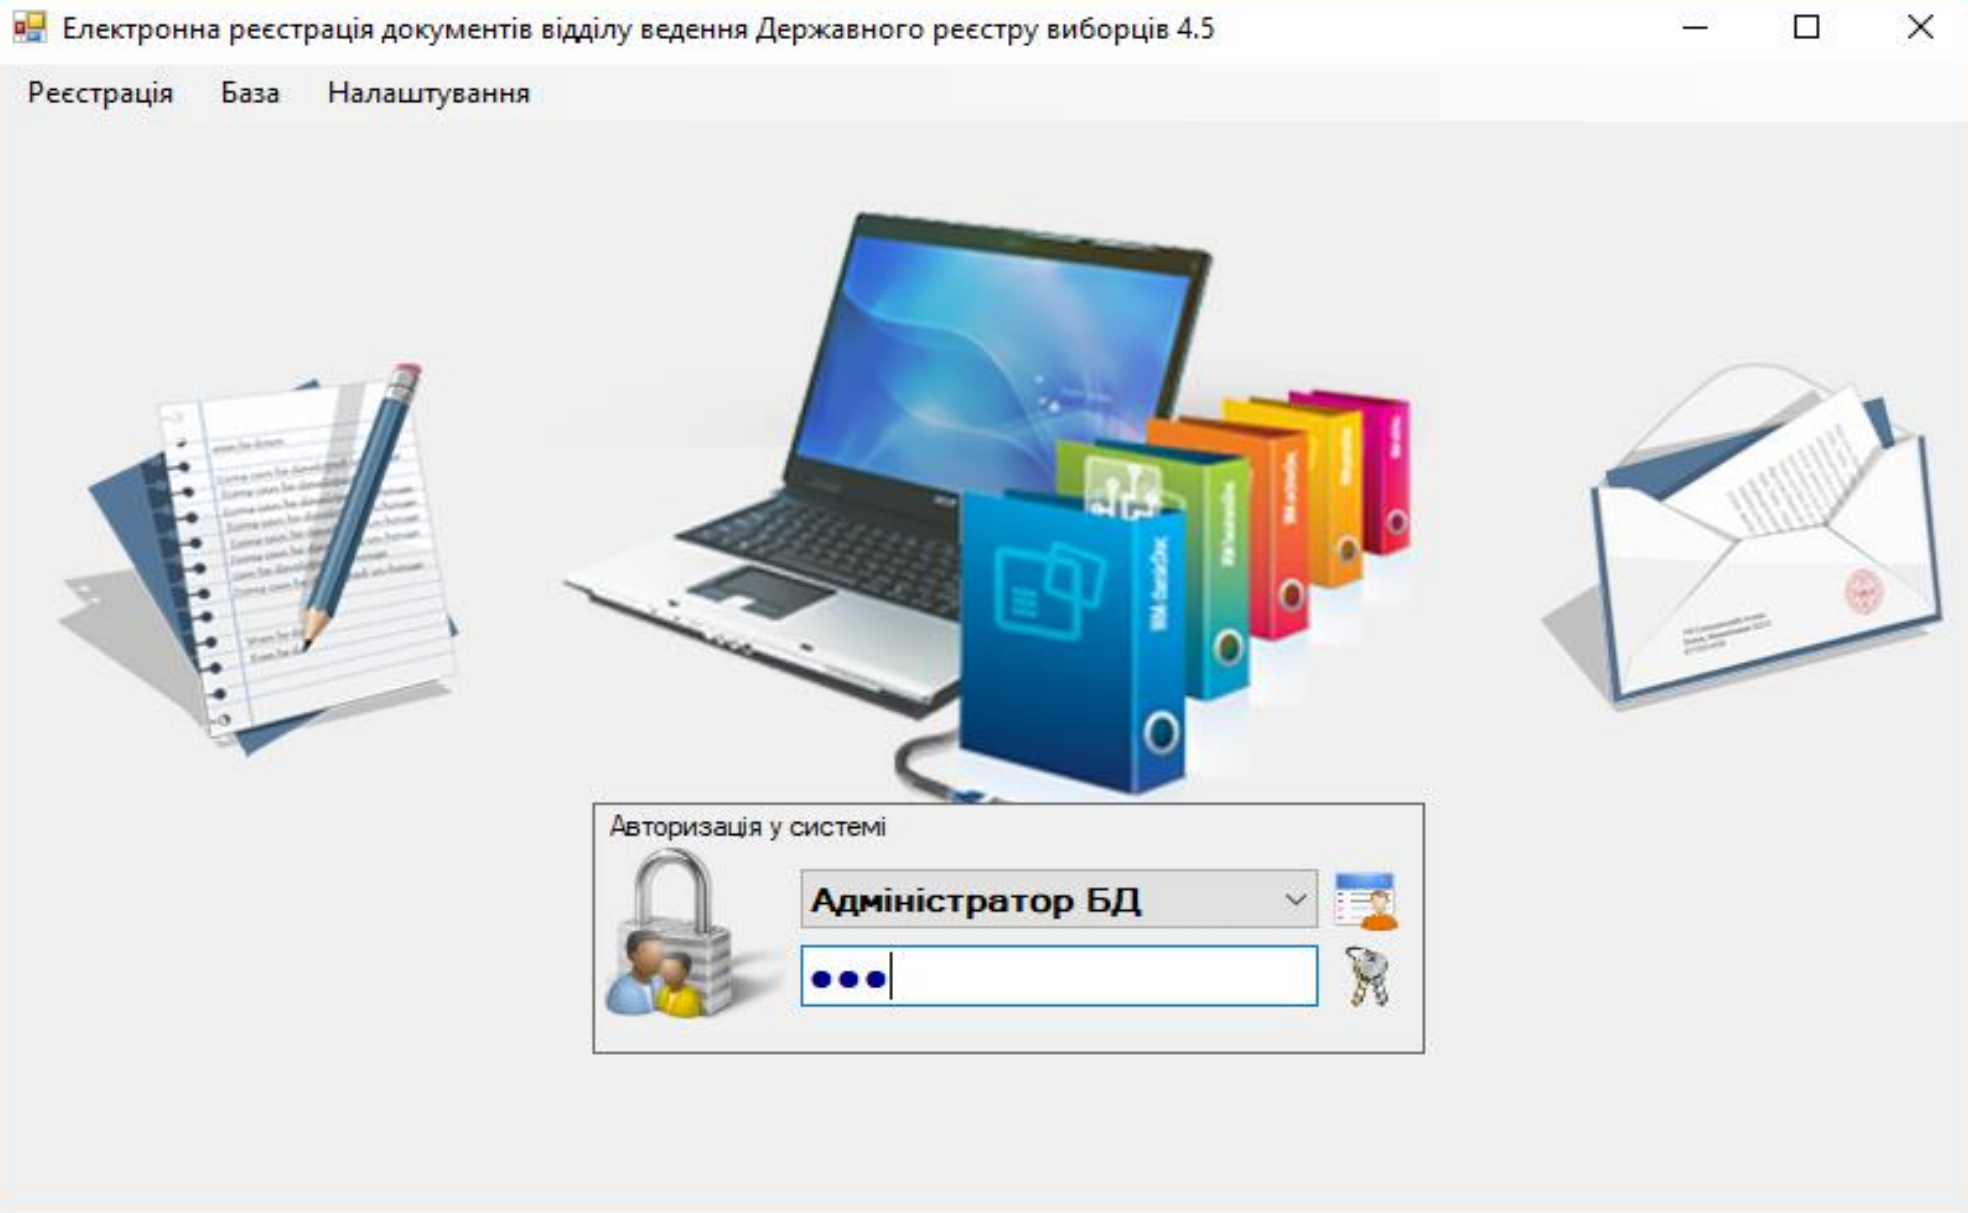 Електронна реєстрація документів відділу ведення Державного реєстру виборців 4.5
Реєстрація База Налаштування
Авторизація у системі
Адміністратор БД